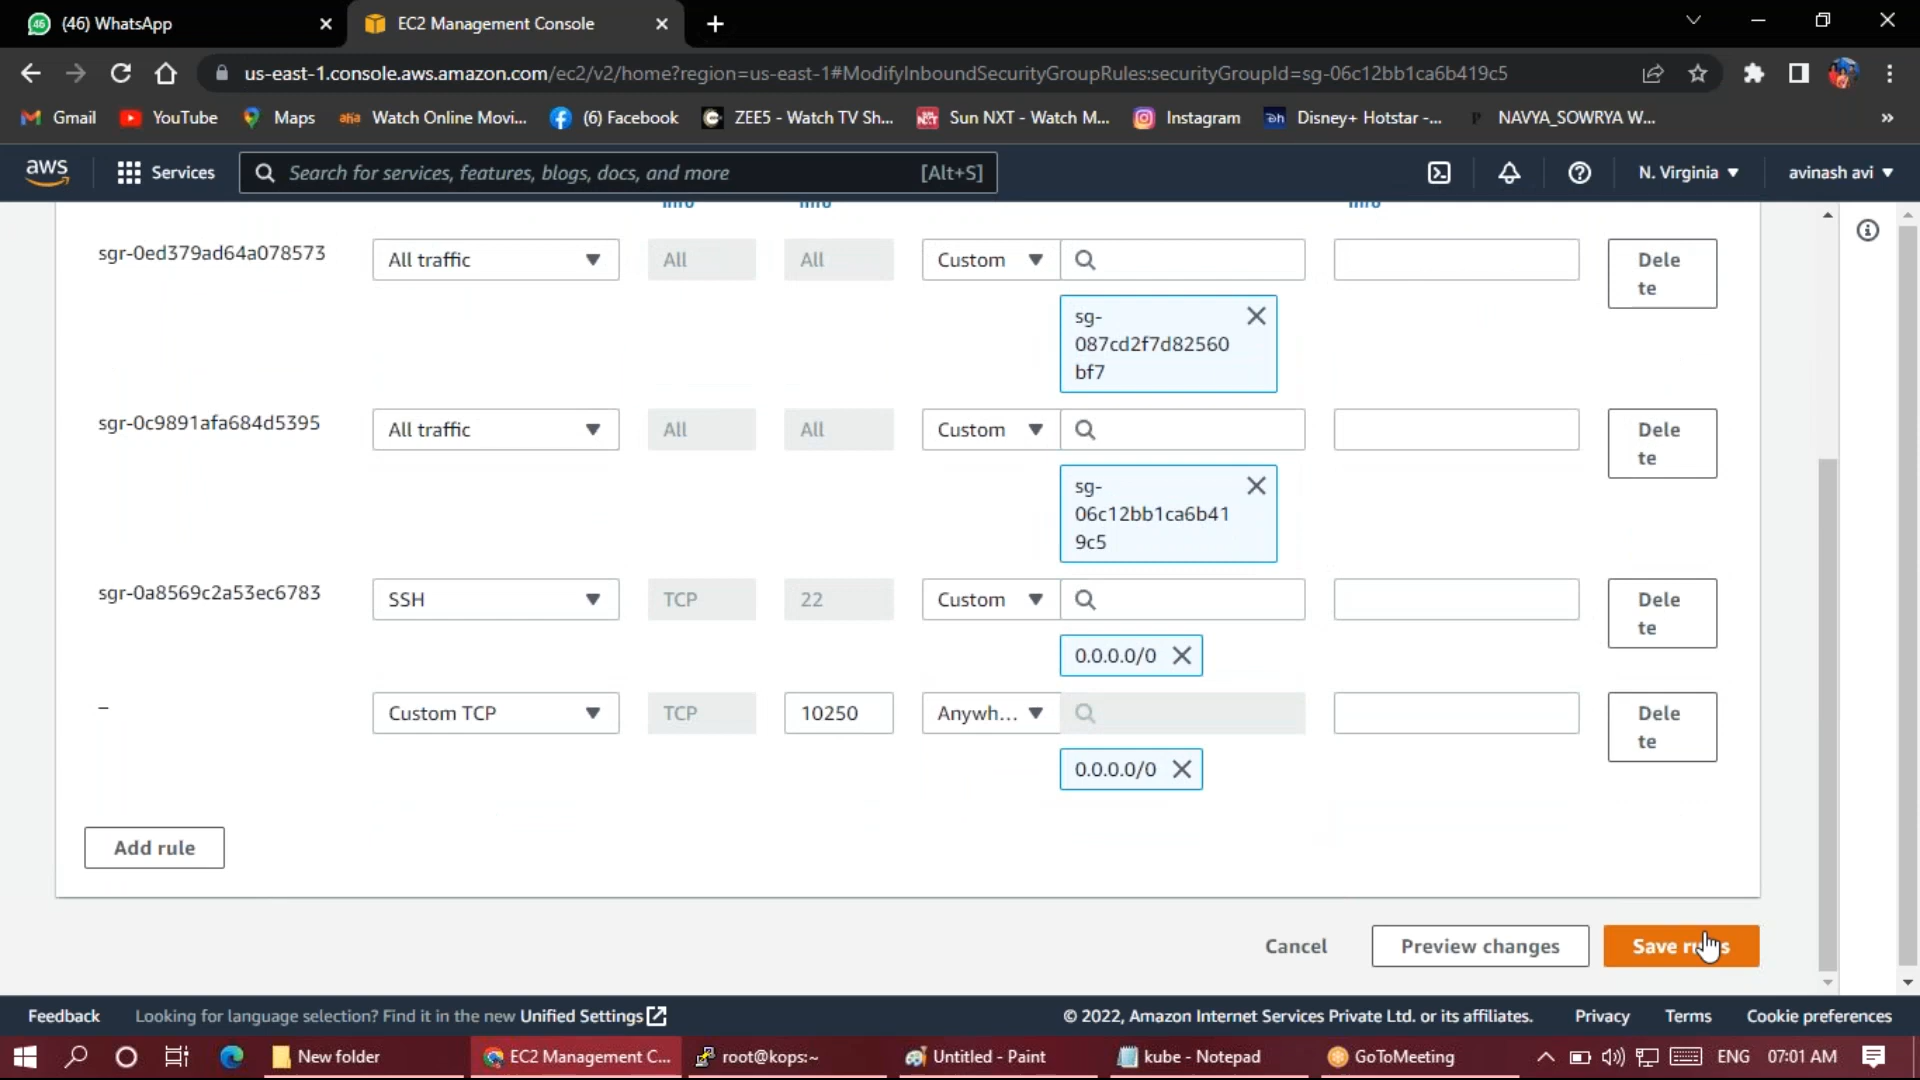 46 (46) WhatsApp
EC2 Management Console
us-east-1.console.aws.amazon.com/ec2/v2/home?region=us-east-1#ModifyInboundSecurityGroupRules:securityGroupId=sg-06c12bb1ca6b419c5
Gmail
YouTube
Maps
aha Watch Online Movi...
(6) Facebook
ZEE5 - Watch TV Sh...
Sun NXT - Watch M...
Instagram
Disney+ Hotstar -...
NAVYA_SOWRYA W...
aws
Services
Search for services, features, blogs, docs, and more
[Alt+S]
N. Virginia
avinash avi
Info Info Info
sgr-0ed379ad64a078573
All traffic
All
All
Custom
Dele
te
sg-
087cd2f7d82560
bf7
sgr-0c9891afa684d5395
All traffic
All
All
Custom
Dele
te
sg-
06c12bb1ca6b41
9c5
sgr-0a8569c2a53ec6783
SSH
TCP
22
Custom
Dele
te
0.0.0.0/0
–
Custom TCP
TCP
10250
Anywh...
Dele
te
0.0.0.0/0
Add rule
Cancel
Preview changes
Save rules
Feedback
Looking for language selection? Find it in the new Unified Settings
© 2022, Amazon Internet Services Private Ltd. or its affiliates.
Privacy
Terms
Cookie preferences
New folder
EC2 Management C...
root@kops:~
Untitled - Paint
kube - Notepad
GoToMeeting
ENG
07:01 AM